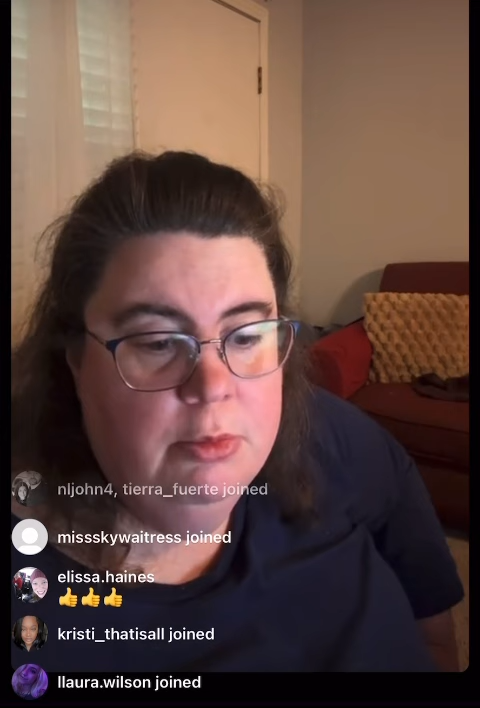 nljohn4, tierra_fuerte joined
missskywaitress joined
elissa.haines
👍👍👍
kristi_thatisall joined
llaura.wilson joined